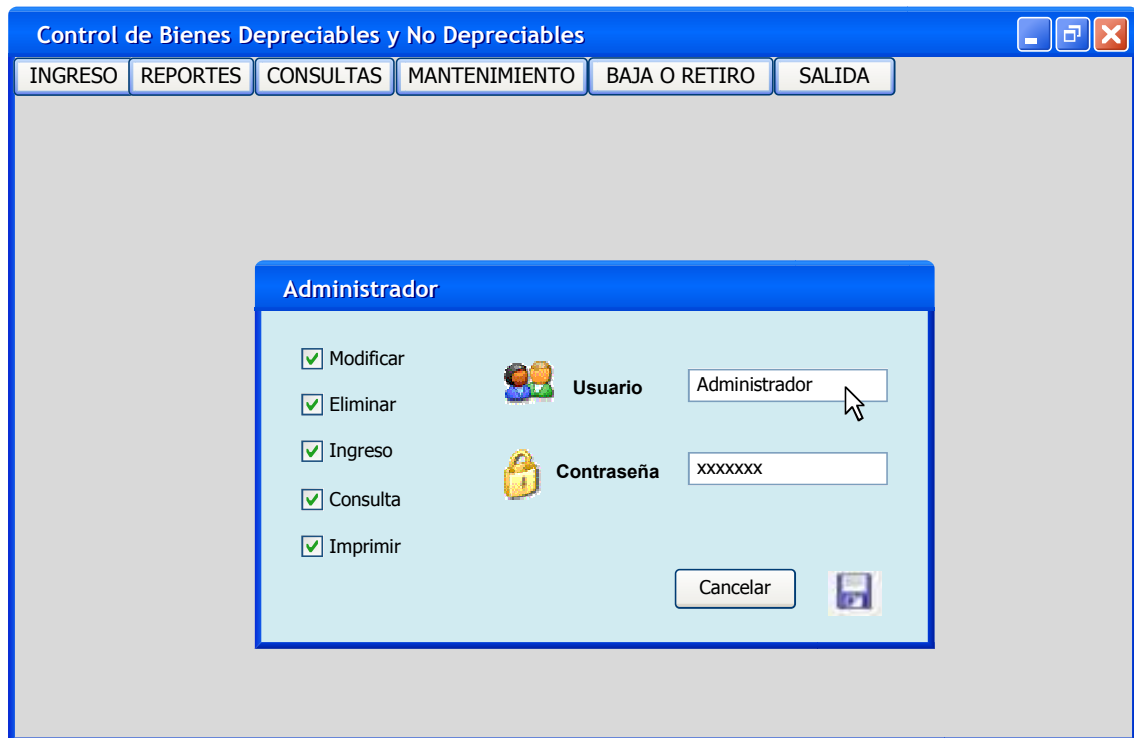 Control de Bienes Depreciables y No Depreciables
INGRESO REPORTES CONSULTAS MANTENIMIENTO BAJA O RETIRO SALIDA
Administrador
Modificar
Usuario Administrador
Eliminar
Ingreso
Contraseña xxxxxxx
Consulta
Imprimir
Cancelar